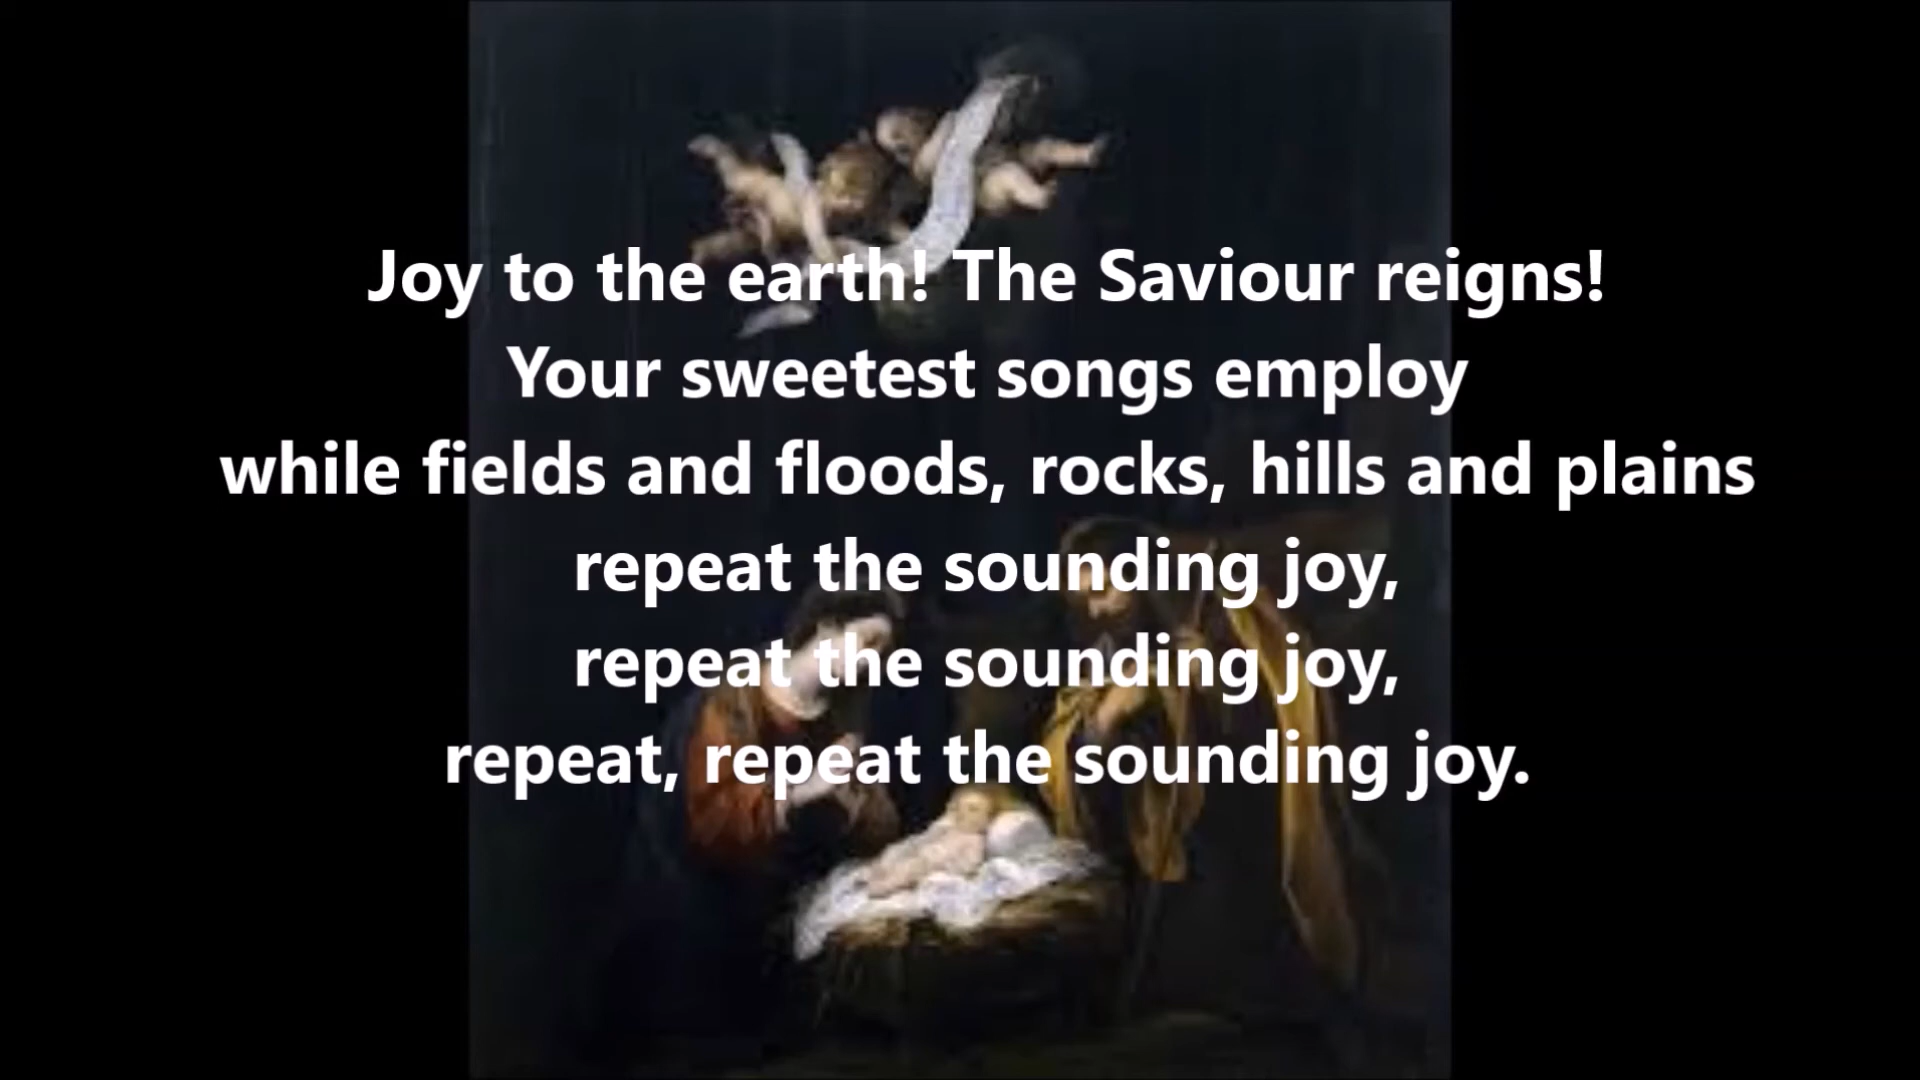 Joy to the earth! The Saviour reigns!
Your sweetest songs employ
while fields and floods, rocks, hills and plains
repeat the sounding joy,
repeat the sounding joy,
repeat, repeat the sounding joy.